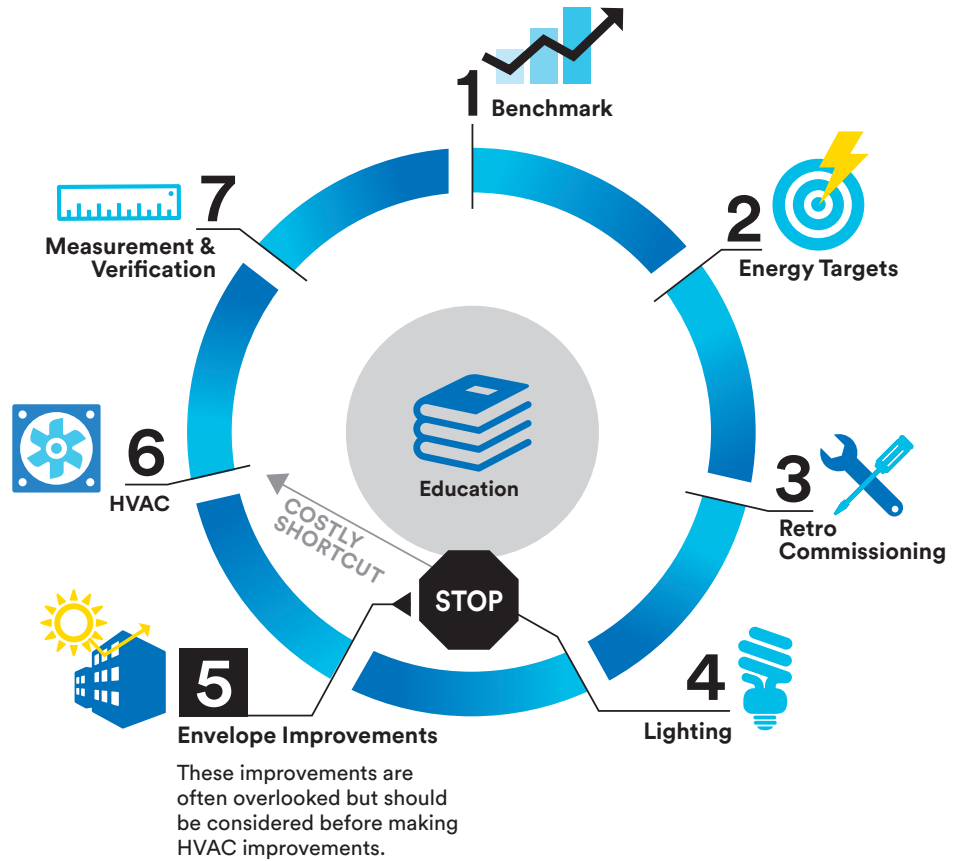 1
Benchmark
2
Energy Targets
3
Retro
Commissioning
4
Lighting
5
Envelope Improvements
These improvements are
often overlooked but should
be considered before making
HVAC improvements.
6
HVAC
7
Measurement &
Verification
Education
COSTLY
SHORTCUT
STOP